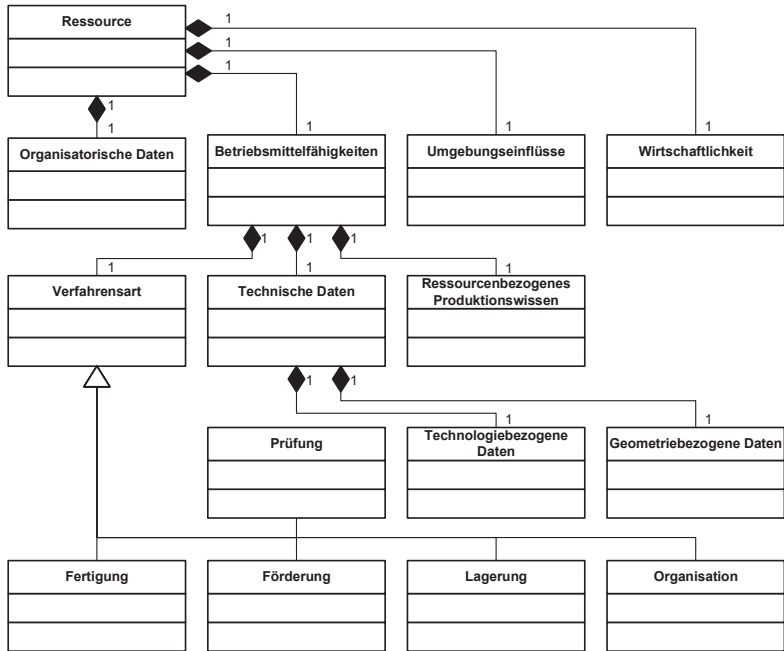 Ressource
1
1
1
1
1
1
1
1
Organisatorische Daten
Betriebsmittelfähigkeiten
Umgebungseinflüsse
Wirtschaftlichkeit
1
1
1
1
1
1
Verfahrensart
Technische Daten
Ressourcenbezogenes
Produktionswissen
1
1
1
1
Prüfung
Technologiebezogene
Daten
Geometriebezogene Daten
Fertigung
Förderung
Lagerung
Organisation